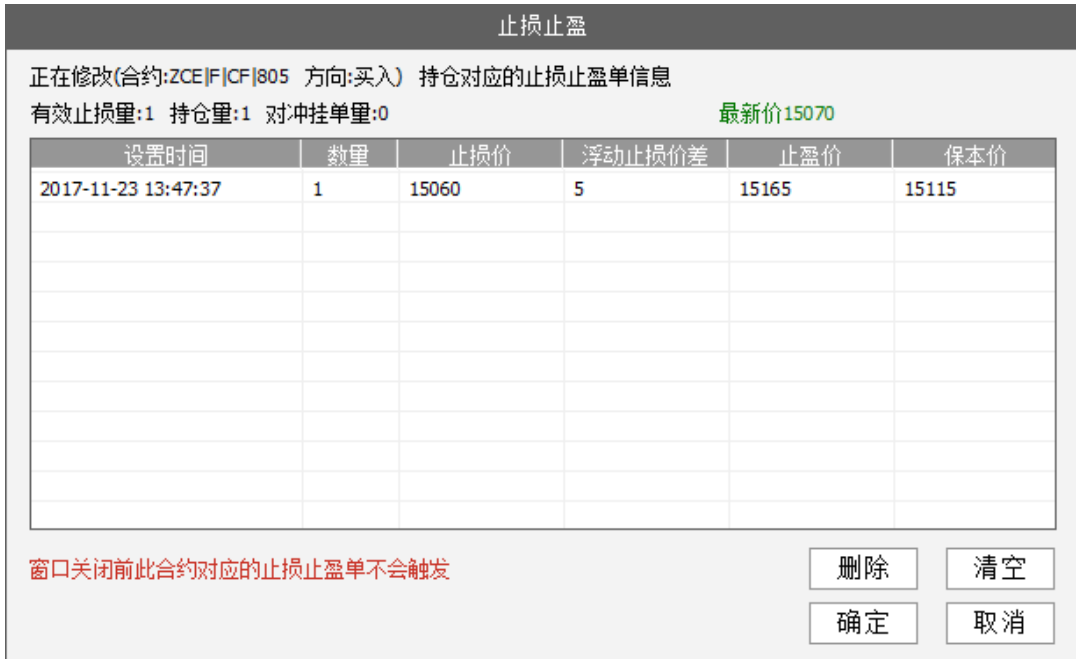 止损止盈
正在修改(合约:ZCE|F|CF|805 方向:买入) 持仓对应的止损止盈单信息
有效止损量:1 持仓量:1 对冲挂单量:0 最新价15070
设置时间 数量 止损价 浮动止损价差 止盈价 保本价
2017-11-23 13:47:37 1 15060 5 15165 15115
窗口关闭前此合约对应的止损止盈单不会触发
删除 清空
确定 取消